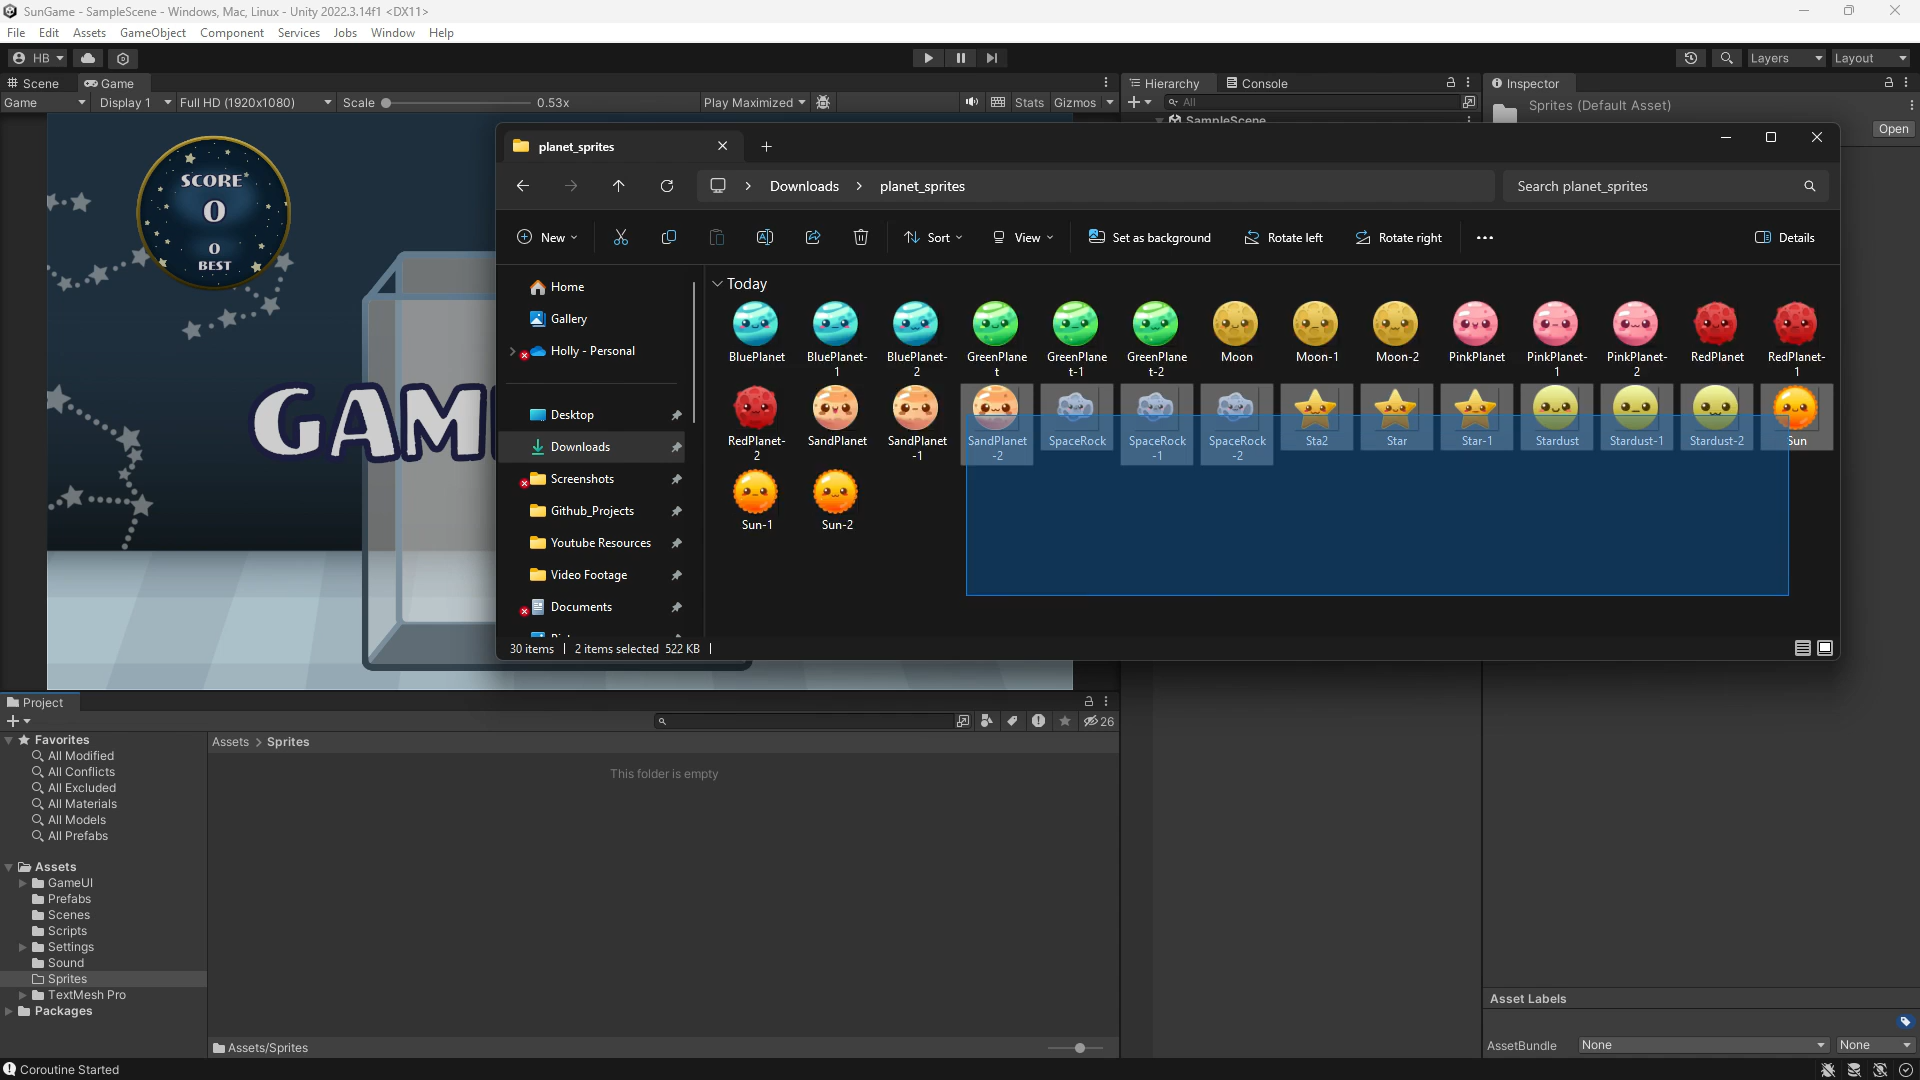 SunGame - SampleScene - Windows, Mac, Linux - Unity 2022.3.14f1 <DX11>
File Edit Assets GameObject Component Services Jobs Window Help
HB Layers Layout
Scene Game Hierarchy Console Inspector
Game Display 1 Full HD (1920x1080) Scale 0.53x Play Maximized Stats Gizmos All Sprites (Default Asset)
SampleScene
Open
SCORE
0
0
BEST
GAM
planet_sprites
Downloads planet_sprites Search planet_sprites
New Sort View Set as background Rotate left Rotate right Details
Home
Gallery
Holly - Personal
Desktop
Downloads
Screenshots
Github_Projects
Youtube Resources
Video Footage
Documents
Today
BluePlanet BluePlanet-1 BluePlanet-2 GreenPlanet GreenPlanet-1 GreenPlanet-2 Moon Moon-1 Moon-2 PinkPlanet PinkPlanet-1 PinkPlanet-2 RedPlanet RedPlanet-1
RedPlanet-2 SandPlanet SandPlanet-1 SandPlanet-2 SpaceRock SpaceRock-1 SpaceRock-2 Sta2 Star Star-1 Stardust Stardust-1 Stardust-2 Sun
Sun-1 Sun-2
30 items 2 items selected 522 KB
Project
26
Favorites
All Modified
All Conflicts
All Excluded
All Materials
All Models
All Prefabs
Assets
GameUI
Prefabs
Scenes
Scripts
Settings
Sound
Sprites
TextMesh Pro
Packages
Assets > Sprites
This folder is empty
Assets/Sprites
Asset Labels
AssetBundle None None
Coroutine Started